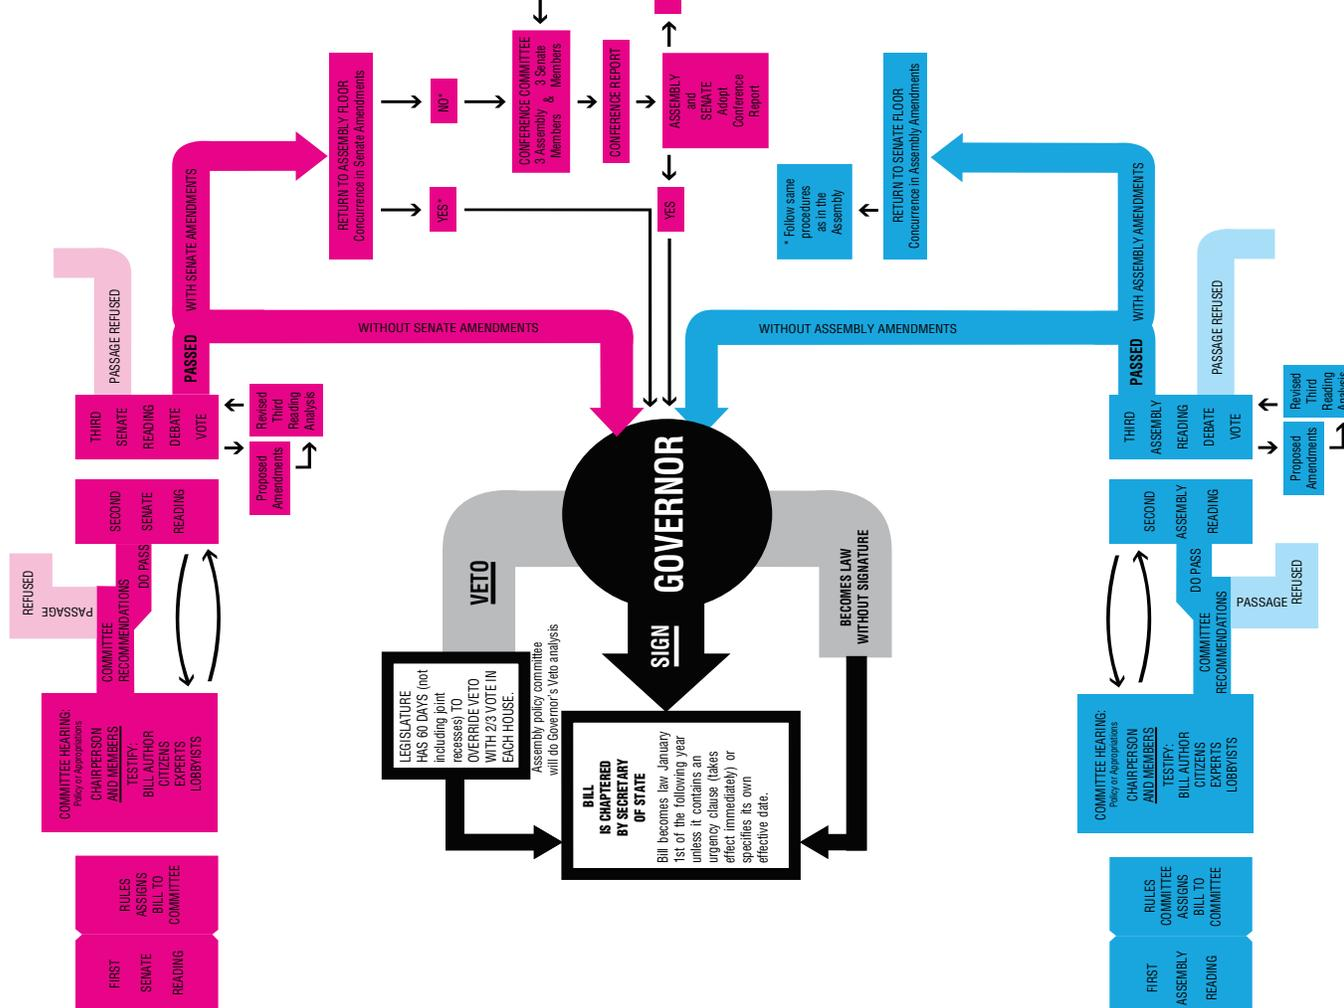 RETURN TO ASSEMBLY FLOOR
Concurrence in Senate Amendments
NO*
YES*
CONFERENCE COMMITTEE
3 Assembly & 3 Senate
Members Members
CONFERENCE REPORT
ASSEMBLY
and
SENATE
Adopt
Conference
Report
YES
* Follow same
procedures
as in the
Assembly
RETURN TO SENATE FLOOR
Concurrence in Assembly Amendments
WITH SENATE AMENDMENTS
WITHOUT SENATE AMENDMENTS
PASSED
PASSAGE REFUSED
THIRD
SENATE
READING
DEBATE
VOTE
Revised
Third
Reading
Analysis
Proposed
Amendments
SECOND
SENATE
READING
DO PASS
REFUSED
PASSAGE
COMMITTEE
RECOMMENDATIONS
COMMITTEE HEARING:
Policy or Appropriations
CHAIRPERSON
AND MEMBERS
TESTIFY:
BILL AUTHOR
CITIZENS
EXPERTS
LOBBYISTS
RULES
ASSIGNS
BILL TO
COMMITTEE
FIRST
SENATE
READING
WITH ASSEMBLY AMENDMENTS
WITHOUT ASSEMBLY AMENDMENTS
PASSED
PASSAGE REFUSED
THIRD
ASSEMBLY
READING
DEBATE
VOTE
Revised
Third
Reading
Analysis
Proposed
Amendments
SECOND
ASSEMBLY
READING
DO PASS
PASSAGE
REFUSED
COMMITTEE
RECOMMENDATIONS
COMMITTEE HEARING:
Policy or Appropriations
CHAIRPERSON
AND MEMBERS
TESTIFY:
BILL AUTHOR
CITIZENS
EXPERTS
LOBBYISTS
RULES
COMMITTEE
ASSIGNS
BILL TO
COMMITTEE
FIRST
ASSEMBLY
READING
GOVERNOR
SIGN
VETO
BECOMES LAW
WITHOUT SIGNATURE
LEGISLATURE
HAS 60 DAYS (not
including joint
recesses) TO
OVERRIDE VETO
WITH 2/3 VOTE IN
EACH HOUSE.
Assembly policy committee
will do Governor's Veto analysis
BILL
IS CHAPTERED
BY SECRETARY
OF STATE
Bill becomes law January
1st of the following year
unless it contains an
urgency clause (takes
effect immediately) or
specifies its own
effective date.